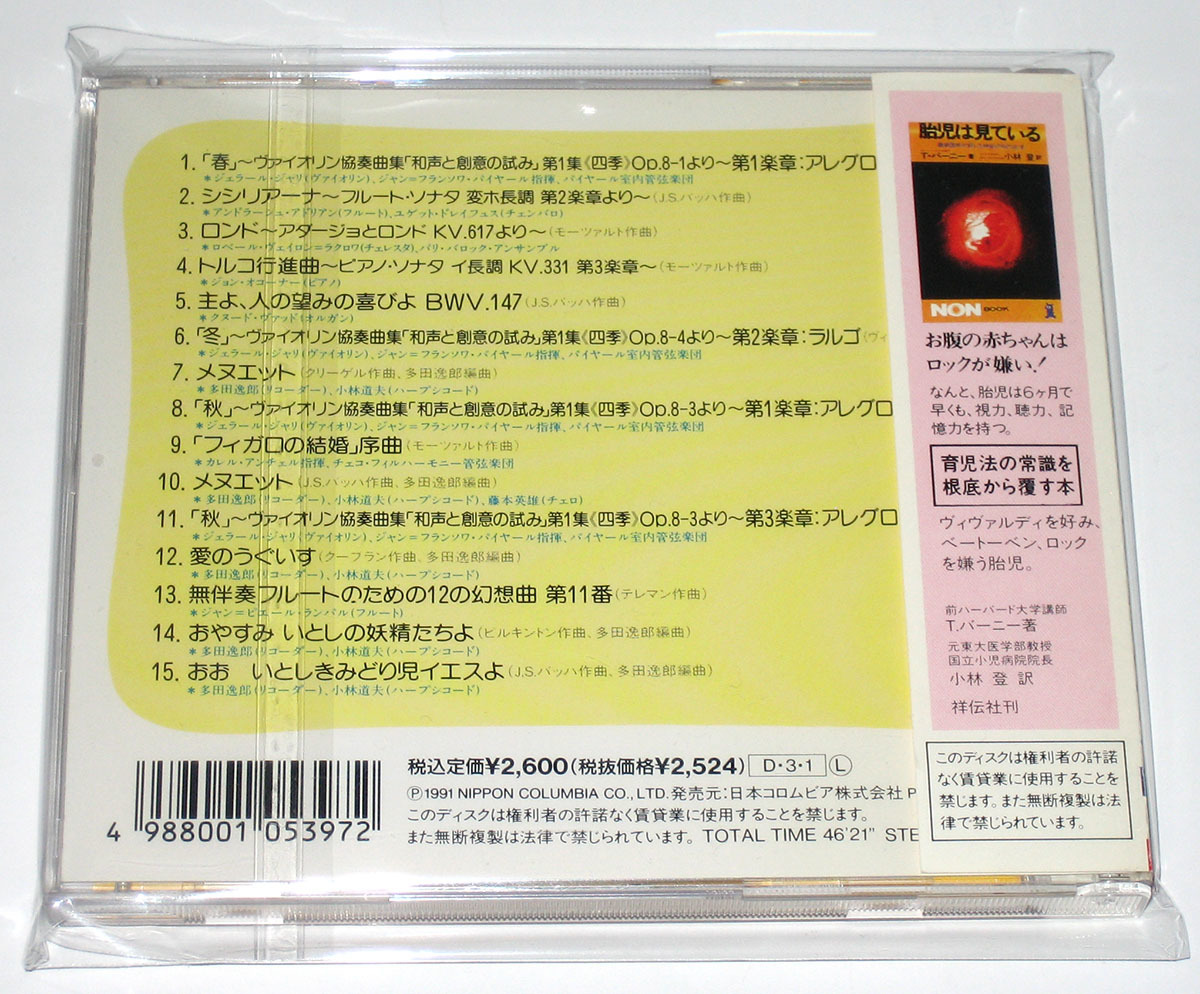 1. 「春」～ヴァイオリン協奏曲集「和声と創意の試み」第1集《四季》Op.8-1より～第1楽章:アレグロ
＊ジェラール・ジャリ(ヴァイオリン)、ジャン=フランソワ・パイヤール指揮、パイヤール室内管弦楽団
2. シシリアーナ～フルート・ソナタ 変ホ長調 第2楽章より～(J.S.バッハ作曲)
＊アンドラーシュ・アドリアン(フルート)、ユゲット・ドレイフュス(チェンバロ)
3. ロンド～アダージョとロンド KV.617より～(モーツァルト作曲)
＊ロベール・ヴェイロン=ラクロワ(チェレスタ)、パリ・バロック・アンサンブル
4. トルコ行進曲～ピアノ・ソナタ イ長調 KV.331 第3楽章～(モーツァルト作曲)
＊ジョン・オコーナー(ピアノ)
5. 主よ、人の望みの喜びよ BWV.147(J.S.バッハ作曲)
＊クヌード・ヴァッド(オルガン)
6. 「冬」～ヴァイオリン協奏曲集「和声と創意の試み」第1集《四季》Op.8-4より～第2楽章:ラルゴ(ヴィ
＊ジェラール・ジャリ(ヴァイオリン)、ジャン=フランソワ・パイヤール指揮、パイヤール室内管弦楽団
7. メヌエット(クリーゲル作曲、多田逸郎編曲)
＊多田逸郎(リコーダー)、小林道夫(ハープシコード)
8. 「秋」～ヴァイオリン協奏曲集「和声と創意の試み」第1集《四季》Op.8-3より～第1楽章:アレグロ
＊ジェラール・ジャリ(ヴァイオリン)、ジャン=フランソワ・パイヤール指揮、パイヤール室内管弦楽団
9. 「フィガロの結婚」序曲(モーツァルト作曲)
＊カレル・アンチェル指揮、チェコ・フィルハーモニー管弦楽団
10. メヌエット(J.S.バッハ作曲、多田逸郎編曲)
＊多田逸郎(リコーダー)、小林道夫(ハープシコード)、藤本英雄(チェロ)
11. 「秋」～ヴァイオリン協奏曲集「和声と創意の試み」第1集《四季》Op.8-3より～第3楽章:アレグロ
＊ジェラール・ジャリ(ヴァイオリン)、ジャン=フランソワ・パイヤール指揮、パイヤール室内管弦楽団
12. 愛のうぐいす(クープラン作曲、多田逸郎編曲)
＊多田逸郎(リコーダー)、小林道夫(ハープシコード)
13. 無伴奏フルートのための12の幻想曲 第11番(テレマン作曲)
＊ジャン=ピエール・ランパル(フルート)
14. おやすみ いとしの妖精たちよ(ピルキントン作曲、多田逸郎編曲)
＊多田逸郎(リコーダー)、小林道夫(ハープシコード)
15. おお いとしきみどり児イエスよ(J.S.バッハ作曲、多田逸郎編曲)
＊多田逸郎(リコーダー)、小林道夫(ハープシコード)
4 988001 053972
税込定価¥2,600(税抜価格¥2,524) D・3・1 Ⓛ
Ⓟ1991 NIPPON COLUMBIA CO., LTD. 発売元:日本コロムビア株式会社 P
このディスクは権利者の許諾なく賃貸業に使用することを禁じます。
また無断複製は法律で禁じられています。 TOTAL TIME 46'21" STE
胎児は見ている
T・バーニー 著 小林 登 訳
NON BOOK
お腹の赤ちゃんは
ロックが嫌い!
なんと、胎児は6ヶ月で
早くも、視力、聴力、記
憶力を持つ。
育児法の常識を
根底から覆す本
ヴィヴァルディを好み、
ベートーベン、ロック
を嫌う胎児。
前ハーバード大学講師
T.バーニー著
元東大医学部教授
国立小児病院院長
小林 登 訳
祥伝社刊
このディスクは権利者の許諾
なく賃貸業に使用することを
禁じます。また無断複製は法
律で禁じられています。